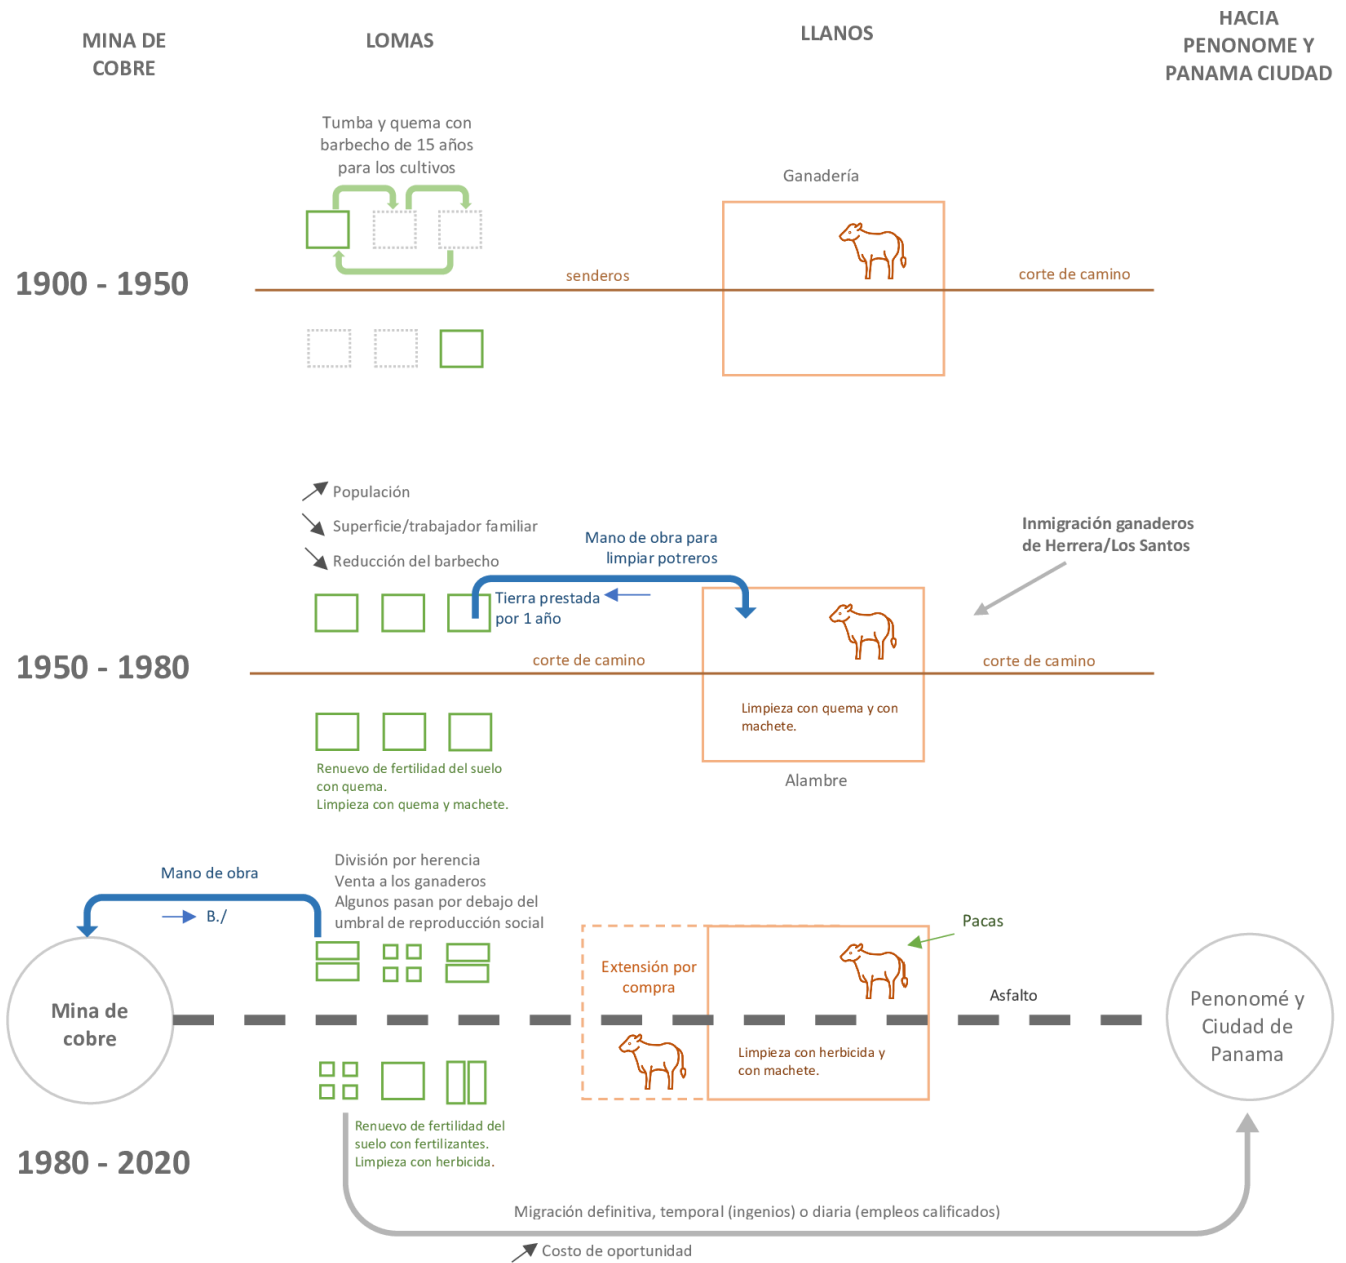 MINA DE
COBRE
LOMAS
LLANOS
HACIA
PENONOME Y
PANAMA CIUDAD
Tumba y quema con
barbecho de 15 años
para los cultivos
Ganadería
1900 - 1950
senderos
corte de camino
Populación
Superficie/trabajador familiar
Reducción del barbecho
Mano de obra para
limpiar potreros
Inmigración ganaderos
de Herrera/Los Santos
Tierra prestada
por 1 año
1950 - 1980
corte de camino
corte de camino
Limpieza con quema y con
machete.
Alambre
Renuevo de fertilidad del suelo
con quema.
Limpieza con quema y machete.
Mano de obra
B./
División por herencia
Venta a los ganaderos
Algunos pasan por debajo del
umbral de reproducción social
Pacas
Extensión por
compra
Asfalto
Mina de
cobre
Penonomé y
Ciudad de
Panama
Limpieza con herbicida y
con machete.
Renuevo de fertilidad del
suelo con fertilizantes.
Limpieza con herbicida.
1980 - 2020
Migración definitiva, temporal (ingenios) o diaria (empleos calificados)
Costo de oportunidad